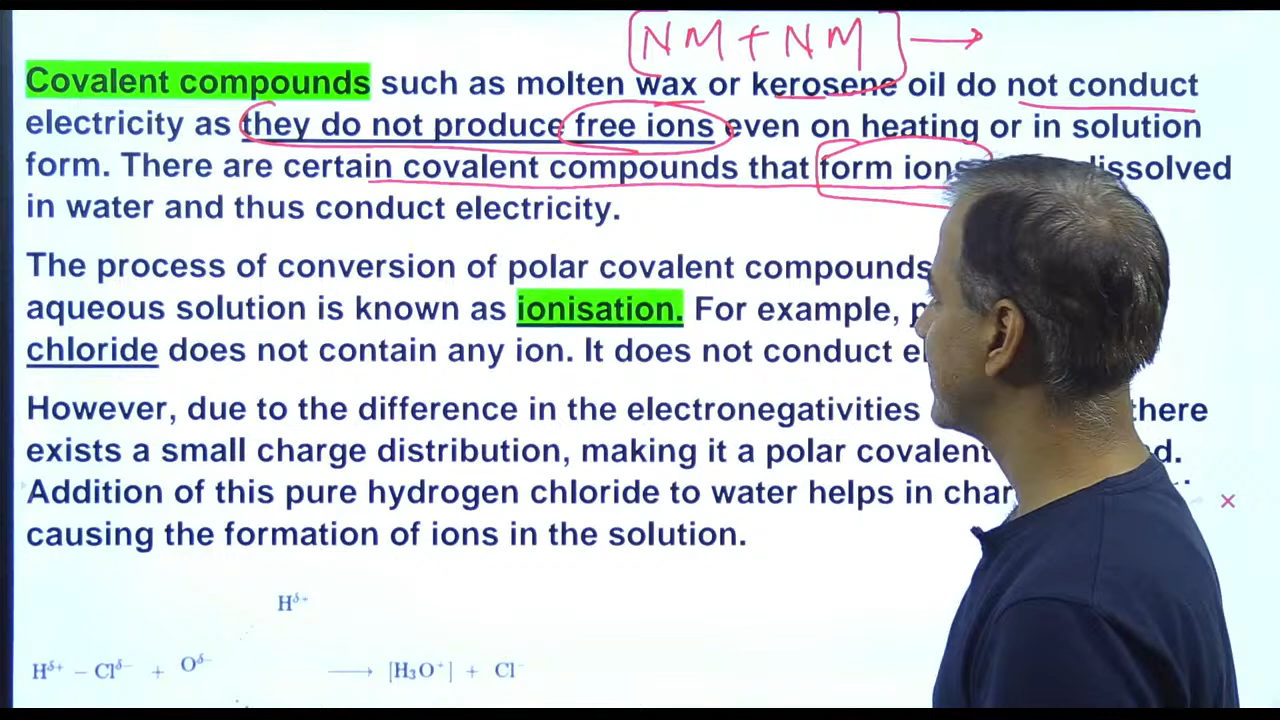 NM + NM →
Covalent compounds such as molten wax or kerosene oil do not conduct
electricity as they do not produce free ions even on heating or in solution
form. There are certain covalent compounds that form ions dissolved
in water and thus conduct electricity.
The process of conversion of polar covalent compounds
aqueous solution is known as ionisation. For example,
chloride does not contain any ion. It does not conduct
However, due to the difference in the electronegativities there
exists a small charge distribution, making it a polar covalent
Addition of this pure hydrogen chloride to water helps in
causing the formation of ions in the solution.
H^δ+
H^δ+ – Cl^δ– + O^δ– ⟶ [H₃O⁺] + Cl⁻